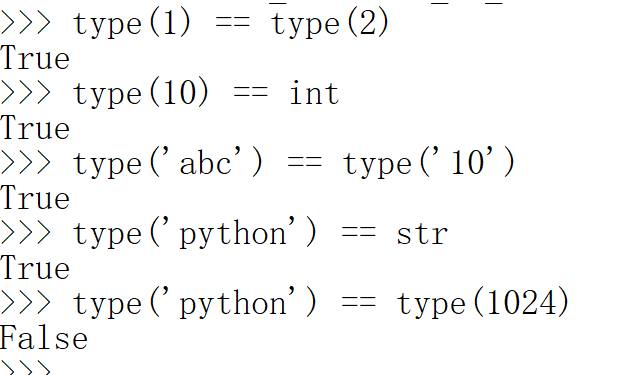 >>> type(1) == type(2)
True
>>> type(10) == int
True
>>> type('abc') == type('10')
True
>>> type('python') == str
True
>>> type('python') == type(1024)
False
>>>